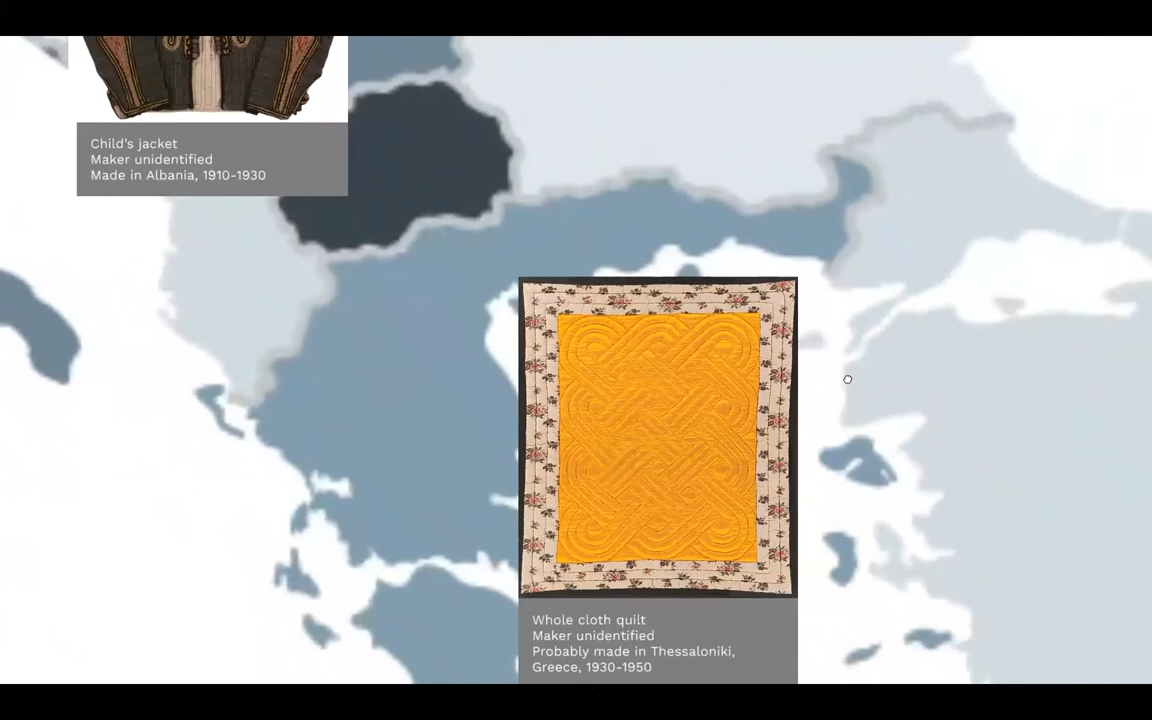 Child's jacket
Maker unidentified
Made in Albania, 1910-1930
Whole cloth quilt
Maker unidentified
Probably made in Thessaloniki,
Greece, 1930-1950